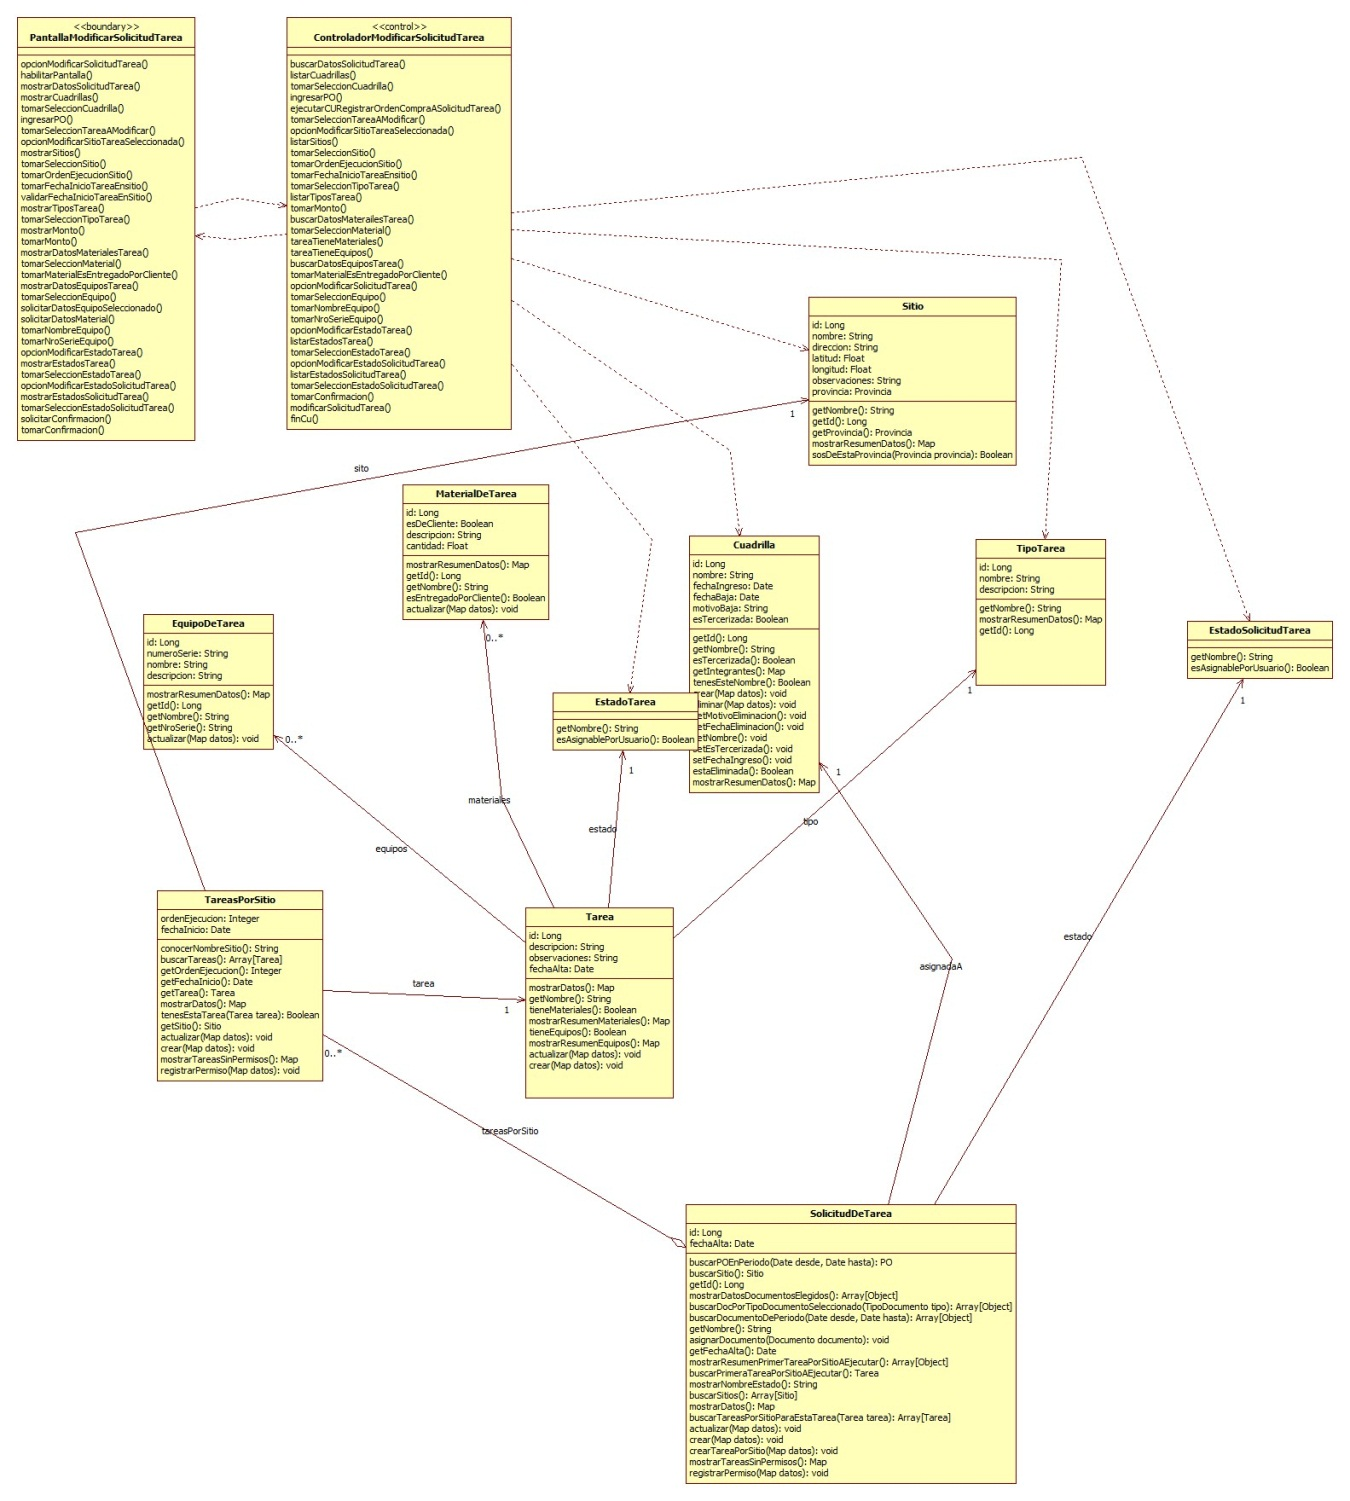 <<boundary>>
PantallaModificarSolicitudTarea
opcionModificarSolicitudTarea()
habilitarPantalla()
mostrarDatosSolicitudTarea()
mostrarCuadrillas()
tomarSeleccionCuadrilla()
ingresarPO()
tomarSeleccionTareaAModificar()
opcionModificarSitioTareaSeleccionada()
mostrarSitios()
tomarSeleccionSitio()
tomarOrdenEjecucionSitio()
tomarFechaInicioTareaEnsitio()
validarFechaInicioTareaEnSitio()
mostrarTiposTarea()
tomarSeleccionTipoTarea()
mostrarMonto()
tomarMonto()
mostrarDatosMaterialesTarea()
tomarSeleccionMaterial()
tomarMaterialEsEntregadoPorCliente()
mostrarDatosEquiposTarea()
tomarSeleccionEquipo()
solicitarDatosEquipoSeleccionado()
solicitarDatosMaterial()
tomarNombreEquipo()
tomarNroSerieEquipo()
opcionModificarEstadoTarea()
mostrarEstadosTarea()
tomarSeleccionEstadoTarea()
opcionModificarEstadoSolicitudTarea()
mostrarEstadosSolicitudTarea()
tomarSeleccionEstadoSolicitudTarea()
solicitarConfirmacion()
tomarConfirmacion()
<<control>>
ControladorModificarSolicitudTarea
buscarDatosSolicitudTarea()
listarCuadrillas()
tomarSeleccionCuadrilla()
ingresarPO()
ejecutarCURegistrarOrdenCompraASolicitudTarea()
tomarSeleccionTareaAModificar()
opcionModificarSitioTareaSeleccionada()
listarSitios()
tomarSeleccionSitio()
tomarOrdenEjecucionSitio()
tomarFechaInicioTareaEnsitio()
tomarSeleccionTipoTarea()
listarTiposTarea()
tomarMonto()
buscarDatosMaterailesTarea()
tomarSeleccionMaterial()
tareaTieneMateriales()
tareaTieneEquipos()
buscarDatosEquiposTarea()
tomarMaterialEsEntregadoPorCliente()
opcionModificarSolicitudTarea()
tomarSeleccionEquipo()
tomarNombreEquipo()
tomarNroSerieEquipo()
opcionModificarEstadoTarea()
listarEstadosTarea()
tomarSeleccionEstadoTarea()
opcionModificarEstadoSolicitudTarea()
listarEstadosSolicitudTarea()
tomarSeleccionEstadoSolicitudTarea()
tomarConfirmacion()
modificarSolicitudTarea()
finCu()
Sitio
id: Long
nombre: String
direccion: String
latitud: Float
longitud: Float
observaciones: String
provincia: Provincia
getNombre(): String
getId(): Long
getProvincia(): Provincia
mostrarResumenDatos(): Map
sosDeEstaProvincia(Provincia provincia): Boolean
1
sito
MaterialDeTarea
id: Long
esDeCliente: Boolean
descripcion: String
cantidad: Float
mostrarResumenDatos(): Map
getId(): Long
getNombre(): String
esEntregadoPorCliente(): Boolean
actualizar(Map datos): void
0..*
Cuadrilla
id: Long
nombre: String
fechaIngreso: Date
fechaBaja: Date
motivoBaja: String
esTercerizada: Boolean
getId(): Long
getNombre(): String
esTercerizada(): Boolean
getIntegrantes(): Map
tenesEsteNombre(): Boolean
crear(Map datos): void
eliminar(Map datos): void
setMotivoEliminacion(): void
setFechaEliminacion(): void
setNombre(): void
setEsTercerizada(): void
setFechaIngreso(): void
estaEliminada(): Boolean
mostrarResumenDatos(): Map
1
TipoTarea
id: Long
nombre: String
descripcion: String
getNombre(): String
mostrarResumenDatos(): Map
getId(): Long
1
EstadoSolicitudTarea
getNombre(): String
esAsignablePorUsuario(): Boolean
1
EquipoDeTarea
id: Long
numeroSerie: String
nombre: String
descripcion: String
mostrarResumenDatos(): Map
getId(): Long
getNombre(): String
getNroSerie(): String
actualizar(Map datos): void
0..*
EstadoTarea
getNombre(): String
esAsignablePorUsuario(): Boolean
1
materiales
estado
tipo
equipos
TareasPorSitio
ordenEjecucion: Integer
fechaInicio: Date
conocerNombreSitio(): String
buscarTareas(): Array[Tarea]
getOrdenEjecucion(): Integer
getFechaInicio(): Date
getTarea(): Tarea
mostrarDatos(): Map
tenesEstaTarea(Tarea tarea): Boolean
getSitio(): Sitio
actualizar(Map datos): void
crear(Map datos): void
mostrarTareasSinPermisos(): Map
registrarPermiso(Map datos): void
0..*
tarea
1
Tarea
id: Long
descripcion: String
observaciones: String
fechaAlta: Date
mostrarDatos(): Map
getNombre(): String
tieneMateriales(): Boolean
mostrarResumenMateriales(): Map
tieneEquipos(): Boolean
mostrarResumenEquipos(): Map
actualizar(Map datos): void
crear(Map datos): void
estado
asignadaA
tareasPorSitio
SolicitudDeTarea
id: Long
fechaAlta: Date
buscarPOEnPeriodo(Date desde, Date hasta): PO
buscarSitio(): Sitio
getId(): Long
mostrarDatosDocumentosElegidos(): Array[Object]
buscarDocPorTipoDocumentoSeleccionado(TipoDocumento tipo): Array[Object]
buscarDocumentoDePeriodo(Date desde, Date hasta): Array[Object]
getNombre(): String
asignarDocumento(Documento documento): void
getFechaAlta(): Date
mostrarResumenPrimerTareaPorSitioAEjecutar(): Array[Object]
buscarPrimeraTareaPorSitioAEjecutar(): Tarea
mostrarNombreEstado(): String
buscarSitios(): Array[Sitio]
mostrarDatos(): Map
buscarTareasPorSitioParaEstaTarea(Tarea tarea): Array[Tarea]
actualizar(Map datos): void
crear(Map datos): void
crearTareaPorSitio(Map datos): void
mostrarTareasSinPermisos(): Map
registrarPermiso(Map datos): void